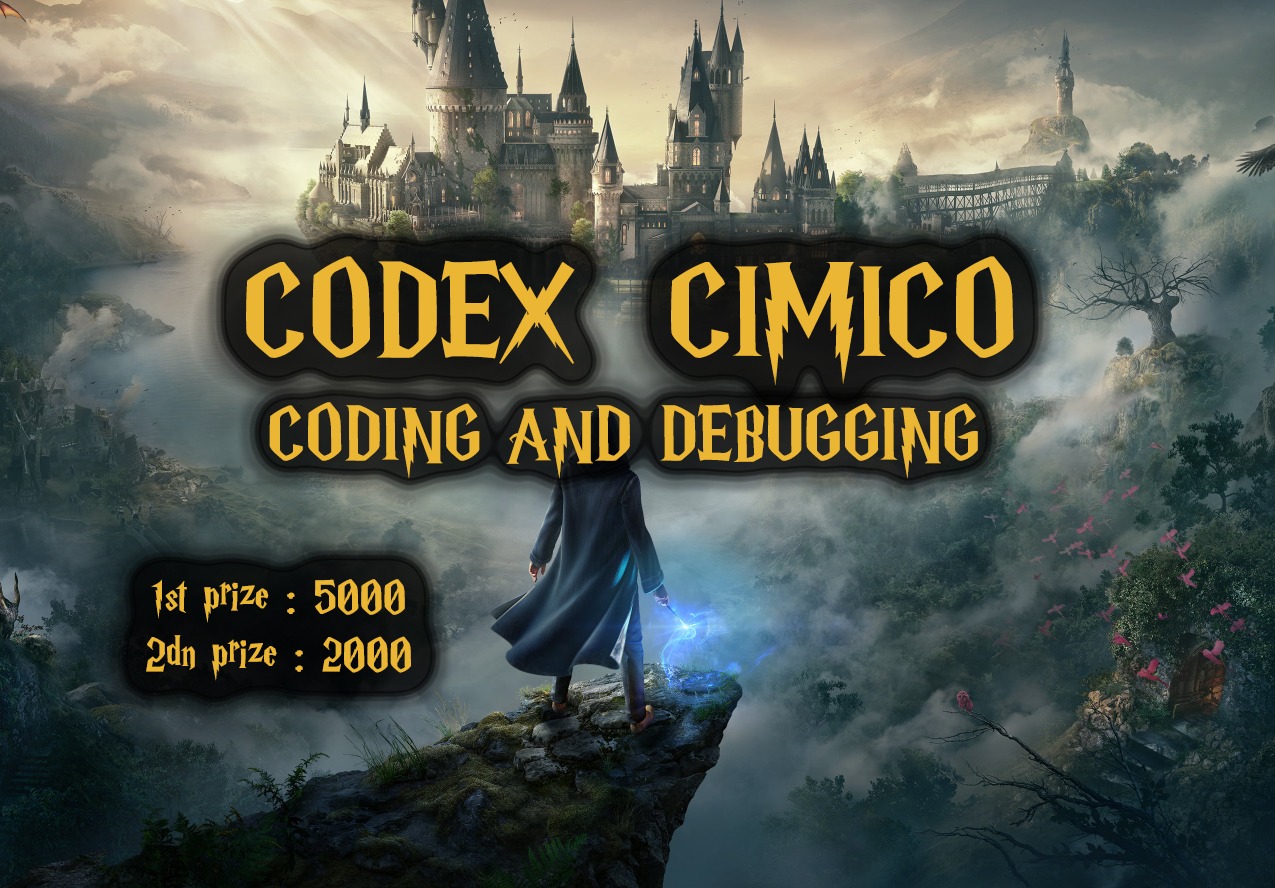 CODEX CIMICO
CODING AND DEBUGGING
1st prize : 5000
2dn prize : 2000